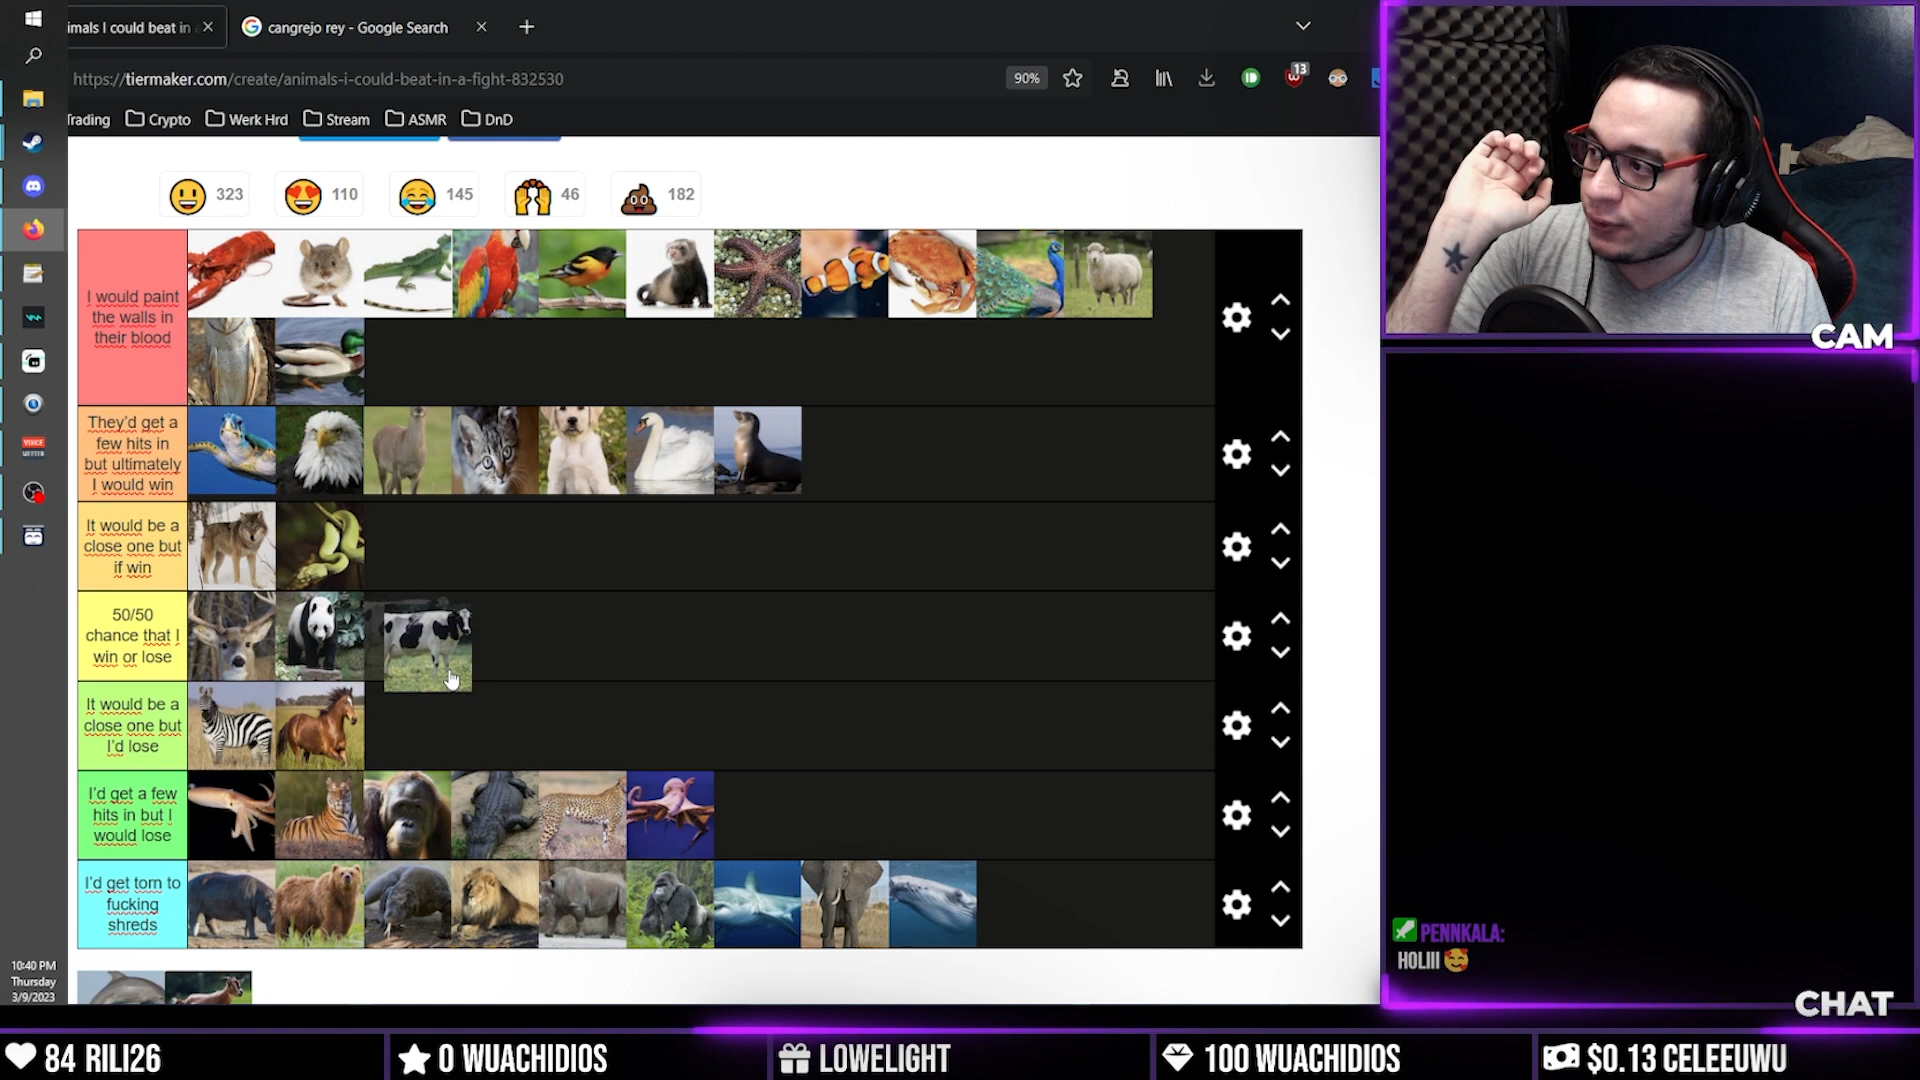 imals I could beat in a
cangrejo rey - Google Search
https://tiermaker.com/create/animals-i-could-beat-in-a-fight-832530
90%
13
Trading
Crypto
Werk Hrd
Stream
ASMR
DnD
323
110
145
46
182
I would paint
the walls in
their blood
They'd get a
few hits in
but ultimately
I would win
It would be a
close one but
if win
50/50
chance that I
win or lose
It would be a
close one but
I'd lose
I'd get a few
hits in but I
would lose
I'd get torn to
fucking
shreds
10:40 PM
Thursday
3/9/2023
CAM
PENNKALA:
HOLIII
CHAT
84 RILI26
0 WUACHIDIOS
LOWELIGHT
100 WUACHIDIOS
$0.13 CELEEUWU